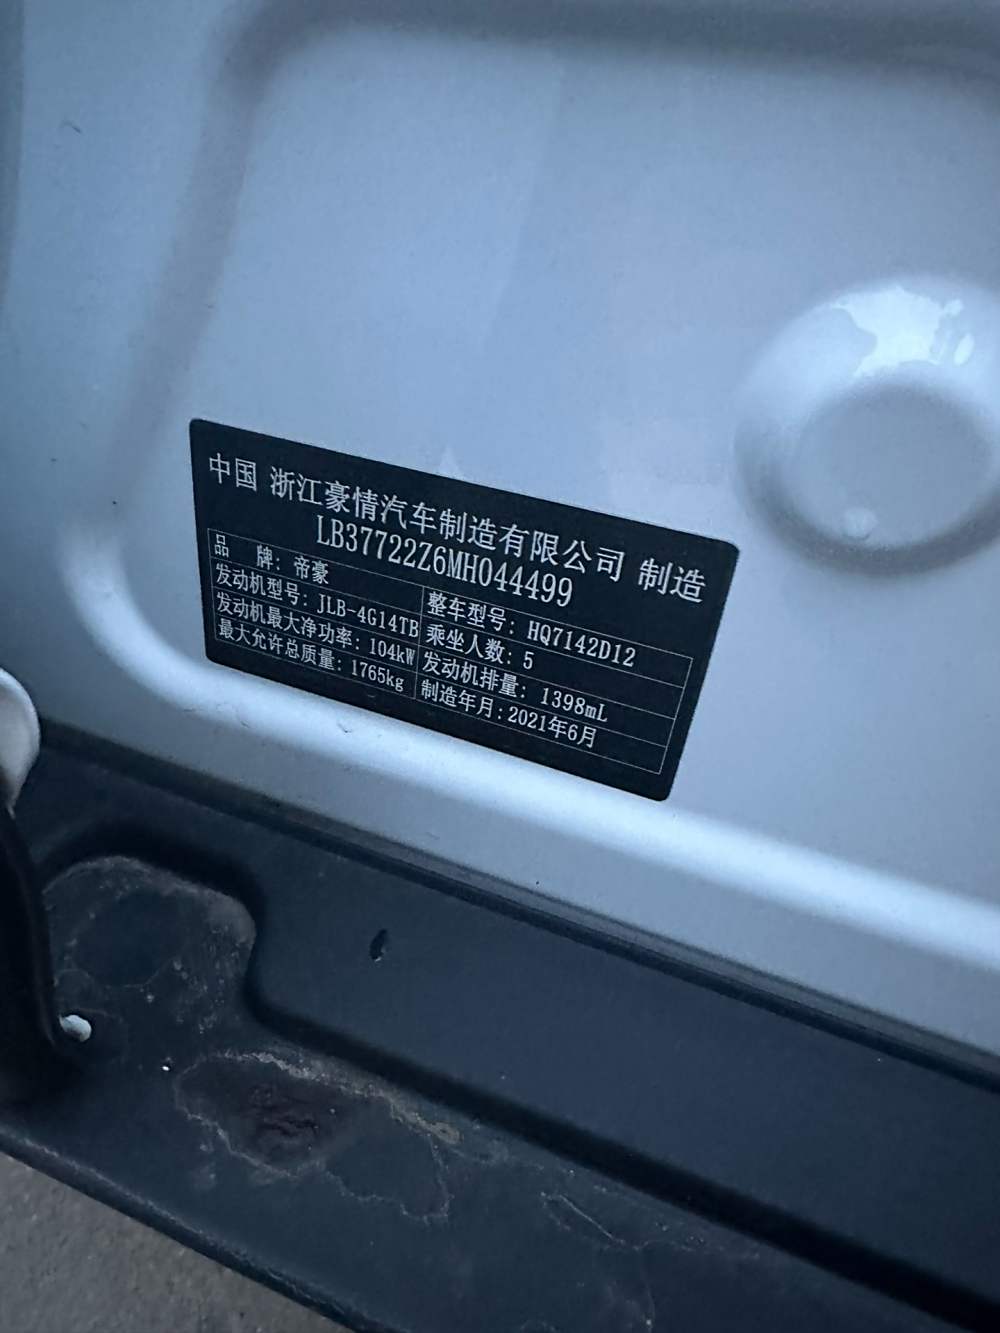 中国 浙江豪情汽车制造有限公司 制造
LB37722Z6MH044499
品 牌: 帝豪 整车型号: HQ7142D12
发动机型号: JLB-4G14TB 乘坐人数: 5
发动机最大净功率: 104kW 发动机排量: 1398mL
最大允许总质量: 1765kg 制造年月: 2021年6月